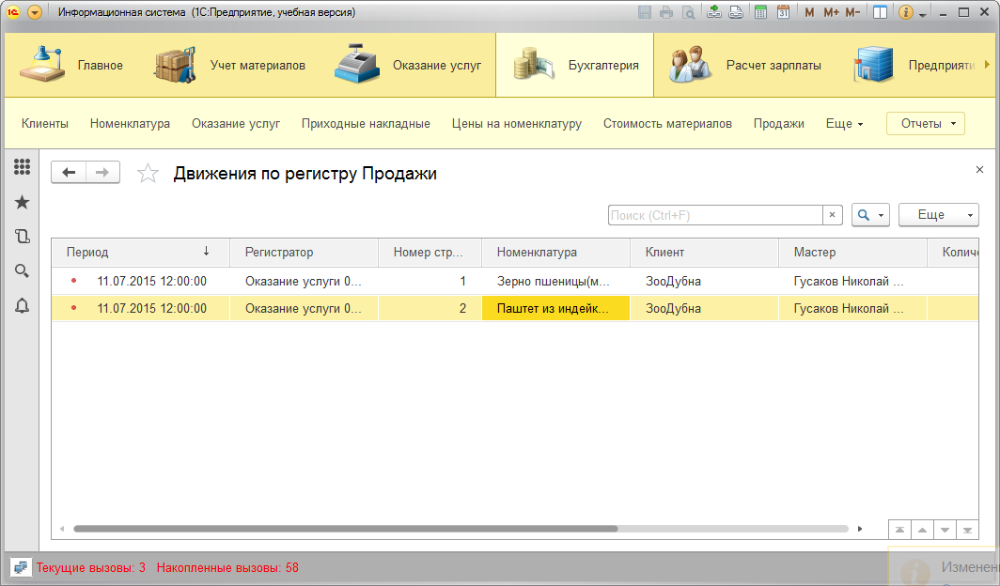 Информационная система (1С:Предприятие, учебная версия)
M M+ M-
Главное Учет материалов Оказание услуг Бухгалтерия Расчет зарплаты Предприяти
Клиенты Номенклатура Оказание услуг Приходные накладные Цены на номенклатуру Стоимость материалов Продажи Еще Отчеты
Движения по регистру Продажи
Поиск (Ctrl+F) × Еще
Период Регистратор Номер стр... Номенклатура Клиент Мастер Количе
11.07.2015 12:00:00 Оказание услуги 0... 1 Зерно пшеницы(м... ЗооДубна Гусаков Николай ...
11.07.2015 12:00:00 Оказание услуги 0... 2 Паштет из индейк... ЗооДубна Гусаков Николай ...
Текущие вызовы: 3 Накопленные вызовы: 58
Изменен